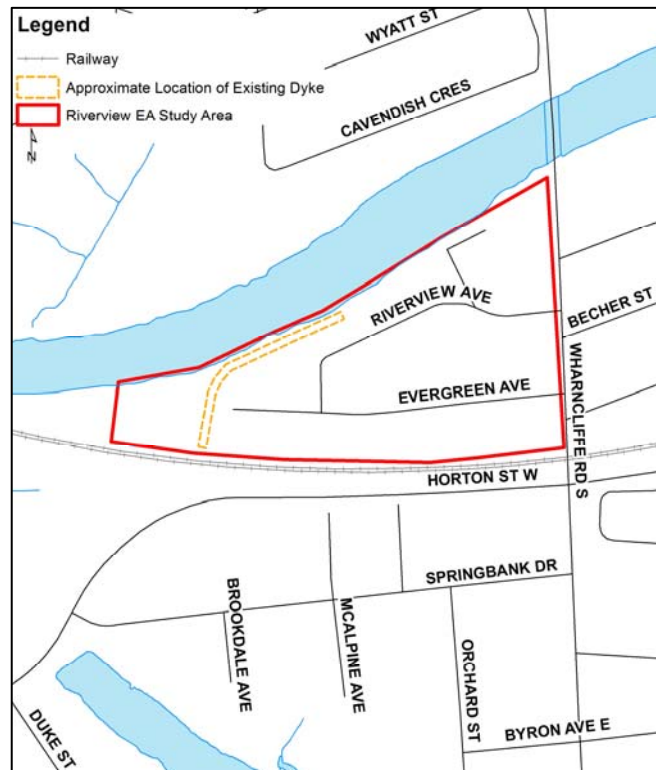 Legend
Railway
Approximate Location of Existing Dyke
Riverview EA Study Area
N
WYATT ST
CAVENDISH CRES
RIVERVIEW AVE
BECHER ST
EVERGREEN AVE
WHARNCLIFFE RD S
HORTON ST W
SPRINGBANK DR
BROOKDALE AVE
MCALPINE AVE
ORCHARD ST
DUKE ST
BYRON AVE E